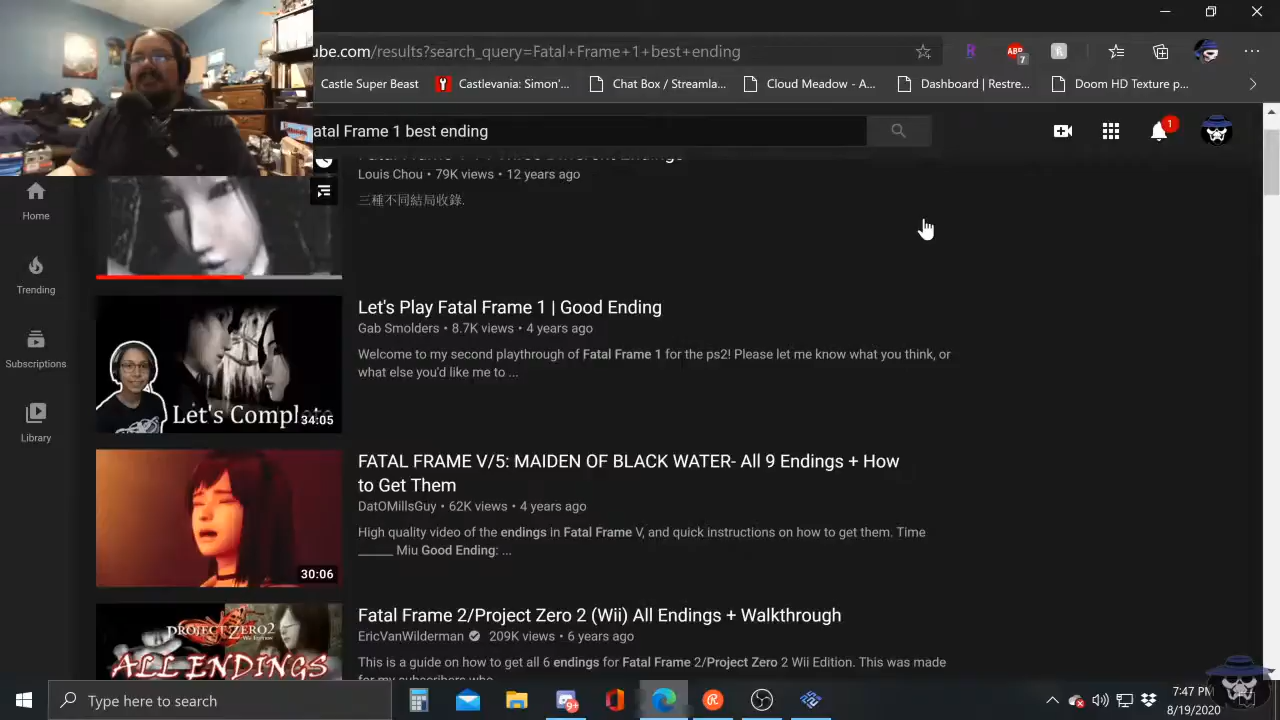 ube.com/results?search_query=Fatal+Frame+1+best+ending
ABP
7
Castle Super Beast
Castlevania: Simon'...
Chat Box / Streamla...
Cloud Meadow - A...
Dashboard | Restre...
Doom HD Texture p...
atal Frame 1 best ending
1
Louis Chou • 79K views • 12 years ago
三種不同結局收錄.
Home
Trending
Subscriptions
Library
Let's Play Fatal Frame 1 | Good Ending
Gab Smolders • 8.7K views • 4 years ago
Welcome to my second playthrough of Fatal Frame 1 for the ps2! Please let me know what you think, or
what else you'd like me to ...
Let's Compl
34:05
FATAL FRAME V/5: MAIDEN OF BLACK WATER- All 9 Endings + How
to Get Them
DatOMillsGuy • 62K views • 4 years ago
High quality video of the endings in Fatal Frame V, and quick instructions on how to get them. Time
______ Miu Good Ending: ...
30:06
Fatal Frame 2/Project Zero 2 (Wii) All Endings + Walkthrough
EricVanWilderman 209K views • 6 years ago
This is a guide on how to get all 6 endings for Fatal Frame 2/Project Zero 2 Wii Edition. This was made
PROJECT ZERO2
ALL ENDINGS
Type here to search
9+
7:47 PM
8/19/2020